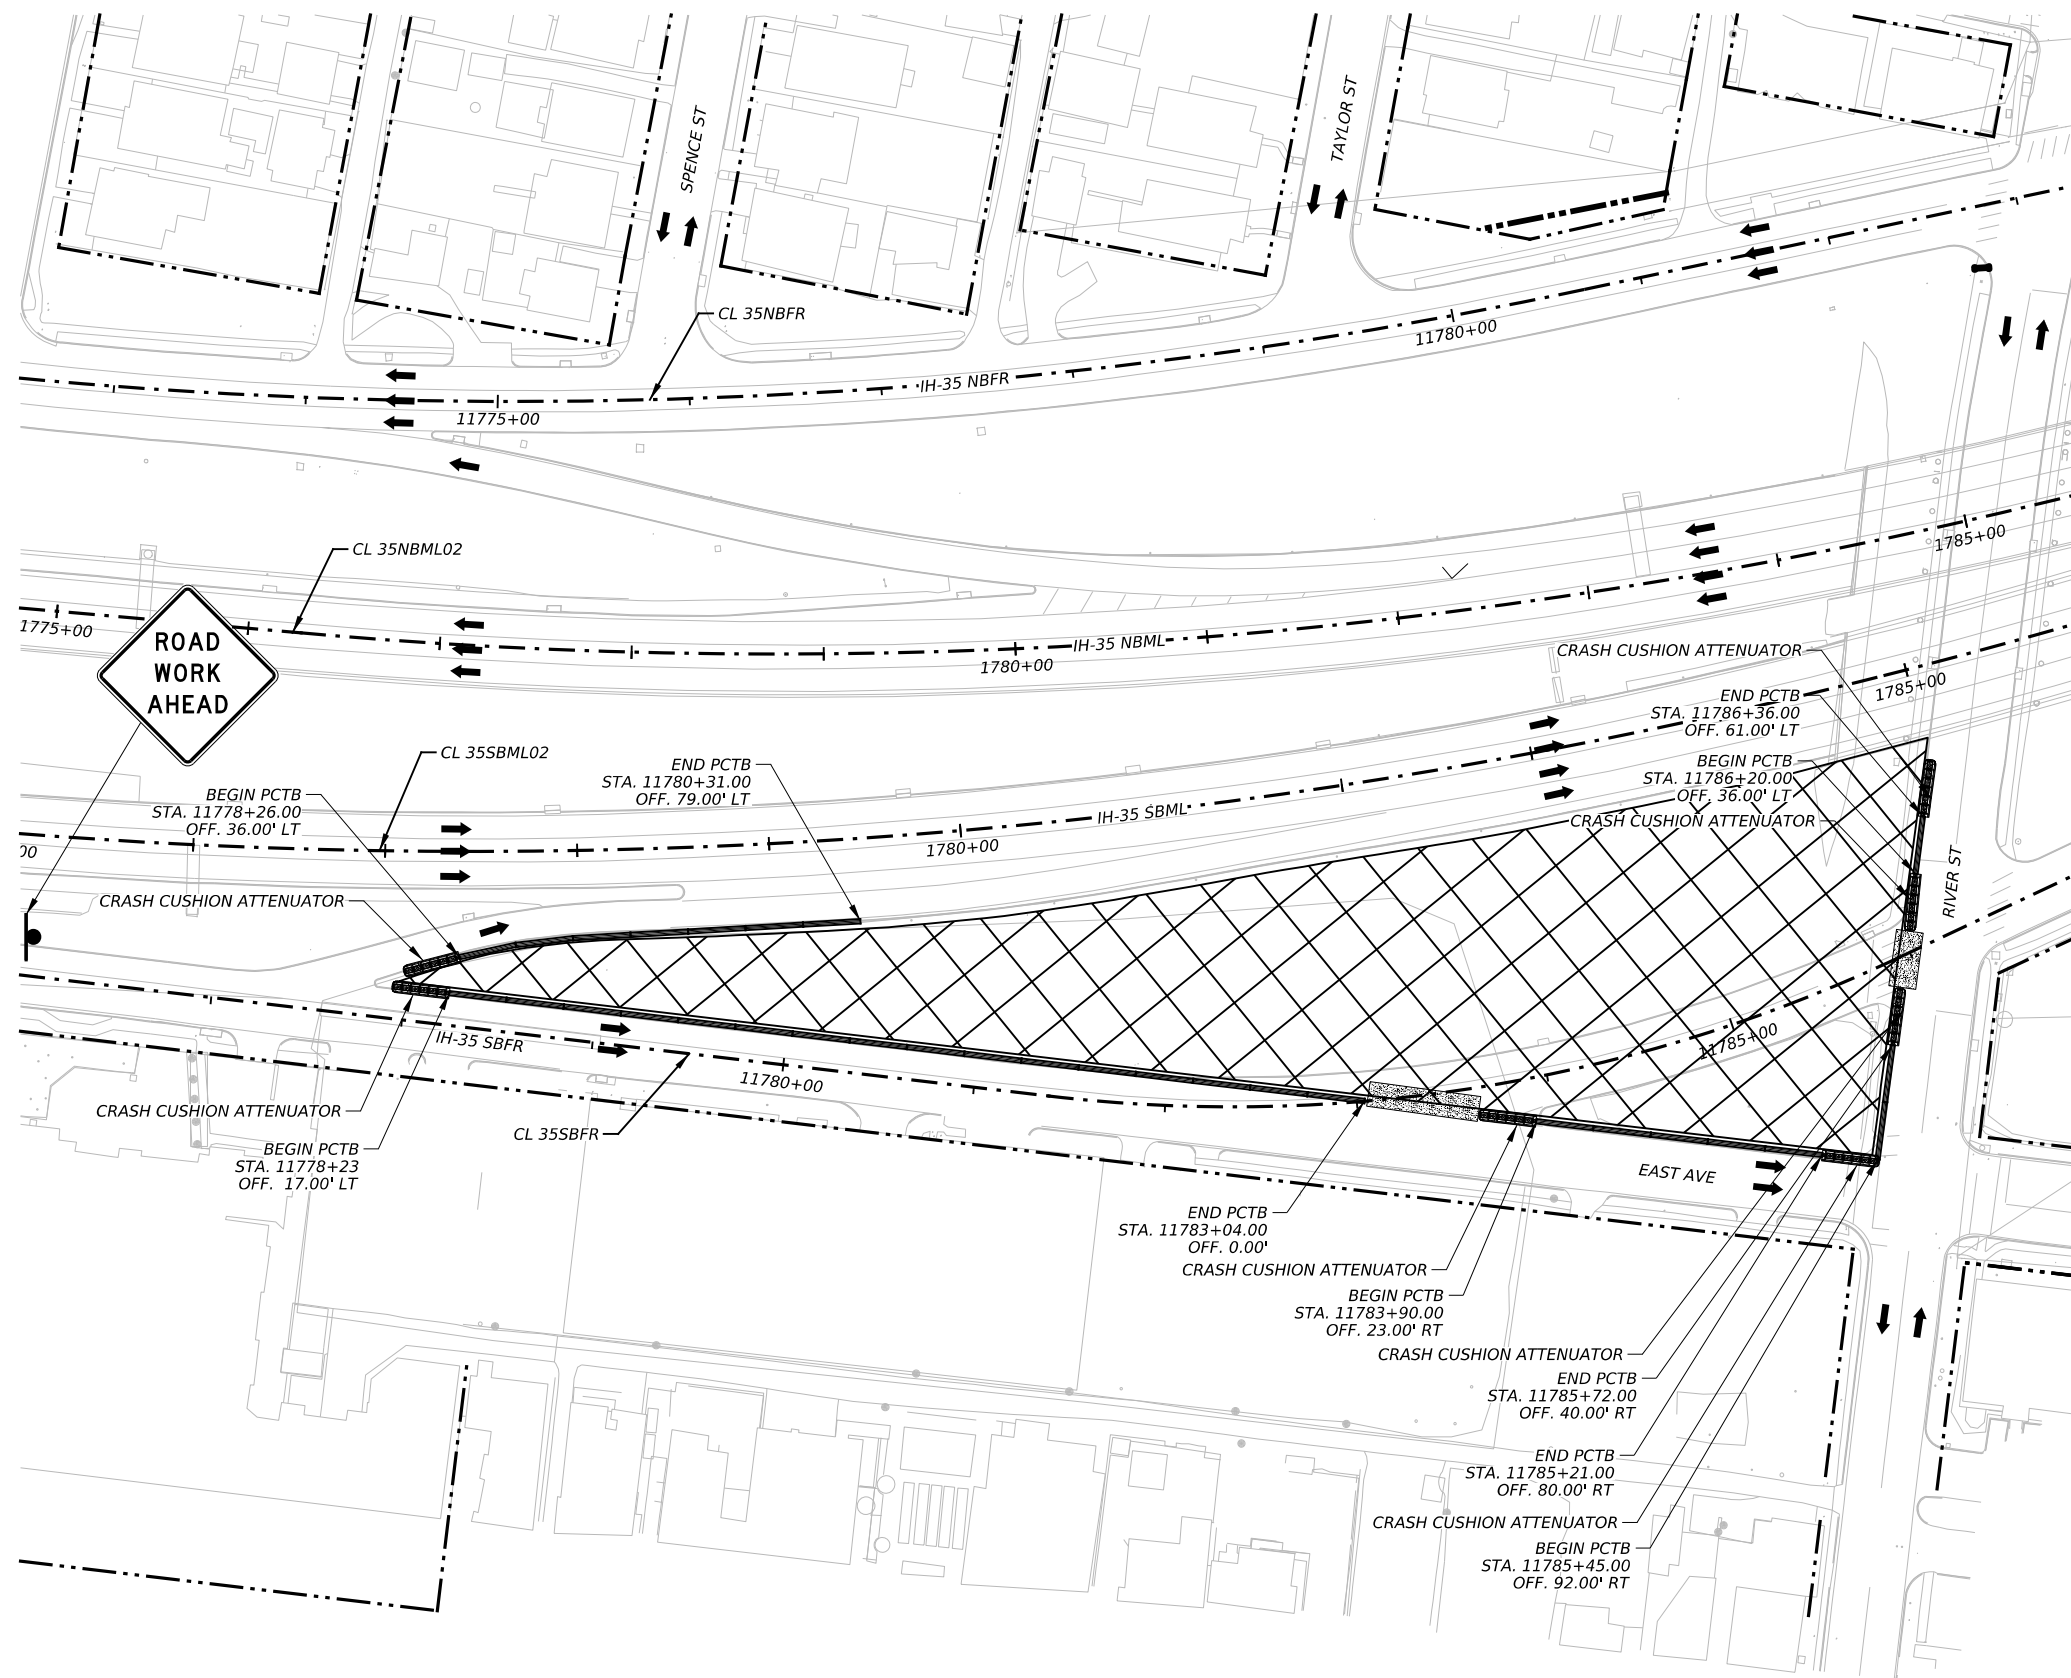 SPENCE ST
TAYLOR ST
CL 35NBFR
11780+00
IH-35 NBFR
11775+00
1785+00
CL 35NBML02
1775+00
IH-35 NBML
1780+00
ROAD
WORK
AHEAD
CRASH CUSHION ATTENUATOR
1785+00
END PCTB
STA. 11786+36.00
OFF. 61.00' LT
CL 35SBML02
END PCTB
STA. 11780+31.00
OFF. 79.00' LT
BEGIN PCTB
STA. 11786+20.00
OFF. 36.00' LT
BEGIN PCTB
STA. 11778+26.00
OFF. 36.00' LT
IH-35 SBML
CRASH CUSHION ATTENUATOR
00
1780+00
RIVER ST
CRASH CUSHION ATTENUATOR
IH-35 SBFR
11785+00
11780+00
CRASH CUSHION ATTENUATOR
CL 35SBFR
BEGIN PCTB
STA. 11778+23
OFF. 17.00' LT
EAST AVE
END PCTB
STA. 11783+04.00
OFF. 0.00'
CRASH CUSHION ATTENUATOR
BEGIN PCTB
STA. 11783+90.00
OFF. 23.00' RT
CRASH CUSHION ATTENUATOR
END PCTB
STA. 11785+72.00
OFF. 40.00' RT
END PCTB
STA. 11785+21.00
OFF. 80.00' RT
CRASH CUSHION ATTENUATOR
BEGIN PCTB
STA. 11785+45.00
OFF. 92.00' RT